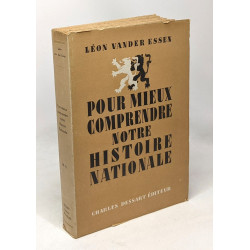 LÉON VANDER ESSEN
POUR MIEUX
COMPRENDRE
NOTRE
HISTOIRE
NATIONALE
CHARLES DESSART ÉDITEUR